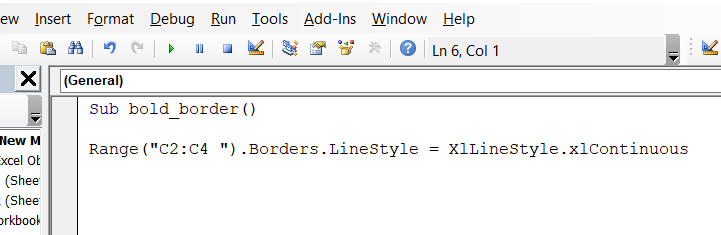 ew Insert Format Debug Run Tools Add-Ins Window Help
Ln 6, Col 1
(General)
Sub bold_border()
New M
Range("C2:C4 ").Borders.LineStyle = XlLineStyle.xlContinuous
xcel Ob
(Shee
(Shee
orkbook